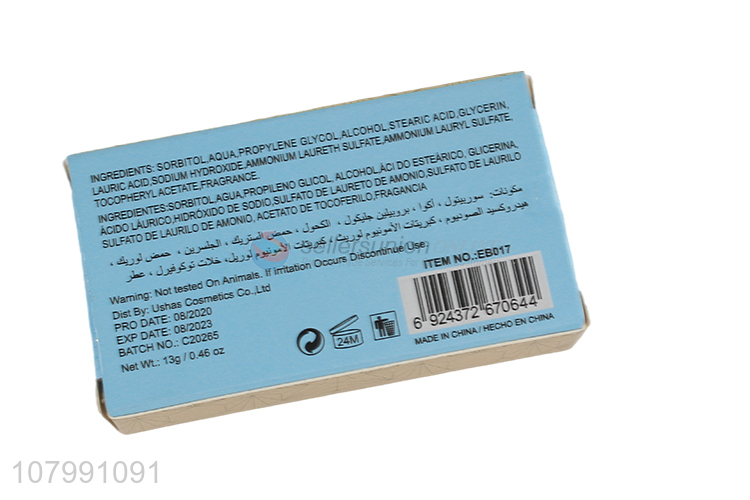 INGREDIENTS: SORBITOL,AQUA,PROPYLENE GLYCOL,ALCOHOL,STEARIC ACID,GLYCERIN,
LAURIC ACID,SODIUM HYDROXIDE,AMMONIUM LAURETH SULFATE,AMMONIUM LAURYL SULFATE,
TOCOPHERYL ACETATE,FRAGRANCE.
INGREDIENTES:SORBITOL,AGUA,PROPILENO GLICOL, ALCOHOL,ÁCI DO ESTEÁRICO, GLICERINA,
ÁCIDO LÁURICO,HIDRÓXIDO DE SODIO,SULFATO DE LAURETO DE AMONIO,SULFATO DE LAURILO
SULFATO DE LAURILO DE AMONIO, ACETATO DE TOCOFERILO,FRAGANCIA
مكونات: سوربيتول ، أكوا ، بروبيلين جليكول ، الكحول ، حمض الستريك ، الجلسرين ، حمض لوريك ،
هيدروكسيد الصوديوم ، كبريتات الأمونيوم لوريث ، كبريتات الأمونيوم لوريل، خلات توكوفيرل ، عطر
sellersunion
Warning: Not tested On Animals. If Irritation Occurs Discontinue Use.
Dist By: Ushas Cosmetics Co.,Ltd
PRO DATE: 08/2020
EXP DATE: 08/2023
BATCH NO.: C20265
Net Wt.: 13g / 0.46 oz
24M
ITEM NO.:EB017
6 924372 670644
MADE IN CHINA / HECHO EN CHINA
107991091